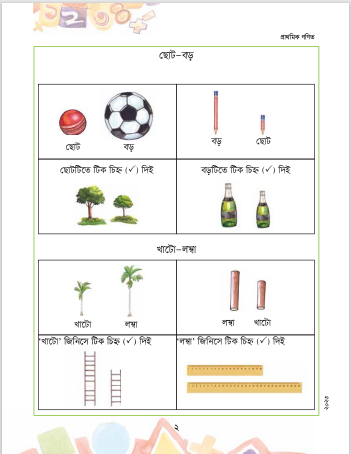 প্রাথমিক গণিত
ছোট-বড়
ছোট বড়
বড় ছোট
ছোটটিতে টিক চিহ্ন (✓) দিই
বড়টিতে টিক চিহ্ন (✓) দিই
খাটো-লম্বা
খাটো লম্বা
লম্বা খাটো
‘খাটো’ জিনিসে টিক চিহ্ন (✓) দিই
‘লম্বা’ জিনিসে টিক চিহ্ন (✓) দিই
২